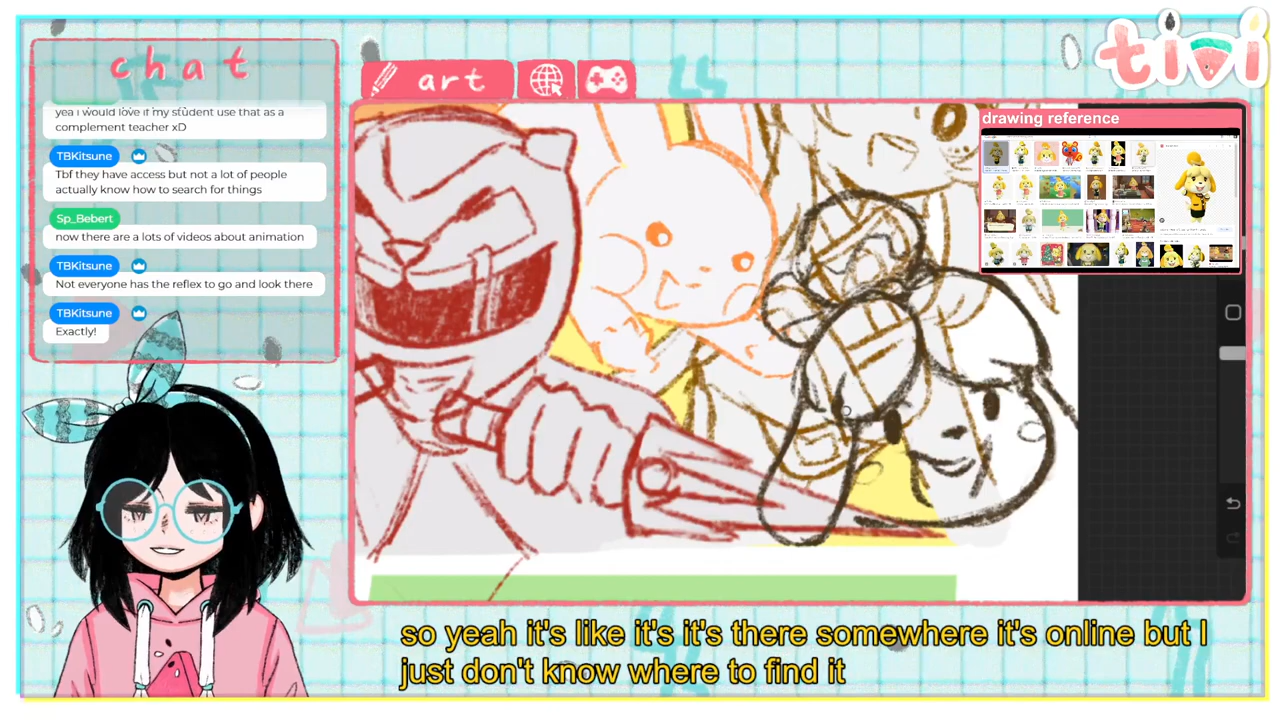 tivi
chat
yea i would love if my student use that as a
complement teacher xD
TBKitsune
Tbf they have access but not a lot of people
actually know how to search for things
Sp_Bebert
now there are a lots of videos about animation
TBKitsune
Not everyone has the reflex to go and look there
TBKitsune
Exactly!
art
drawing reference
so yeah it's like it's it's there somewhere it's online but I
just don't know where to find it